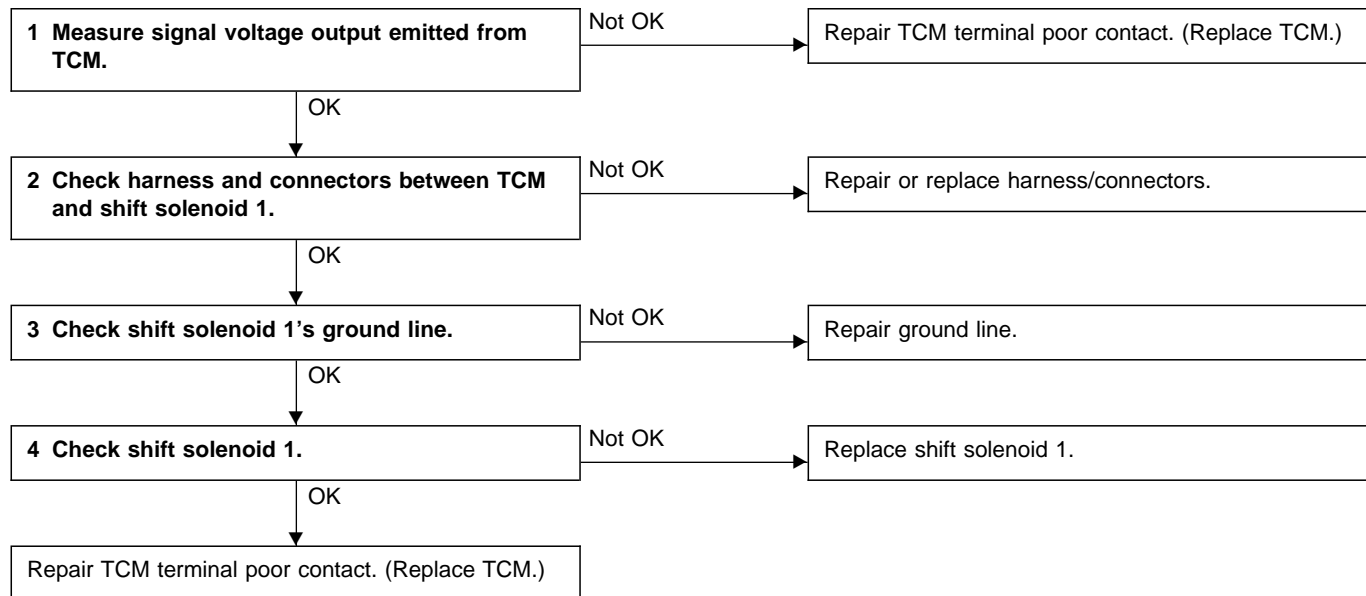 1 Measure signal voltage output emitted from
TCM.
Not OK
Repair TCM terminal poor contact. (Replace TCM.)
OK
2 Check harness and connectors between TCM
and shift solenoid 1.
Not OK
Repair or replace harness/connectors.
OK
3 Check shift solenoid 1’s ground line.
Not OK
Repair ground line.
OK
4 Check shift solenoid 1.
Not OK
Replace shift solenoid 1.
OK
Repair TCM terminal poor contact. (Replace TCM.)